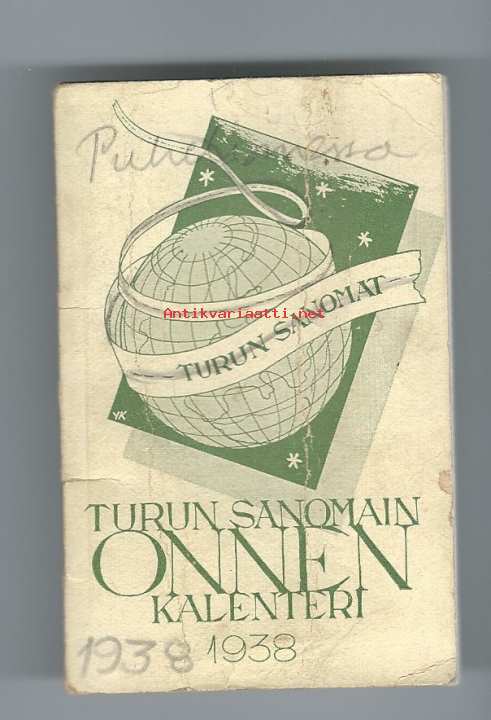 Antikvariaatti.net
TURUN SANOMAT
YK
TURUN SANOMAIN
ONNEN
KALENTERI
1938 1938